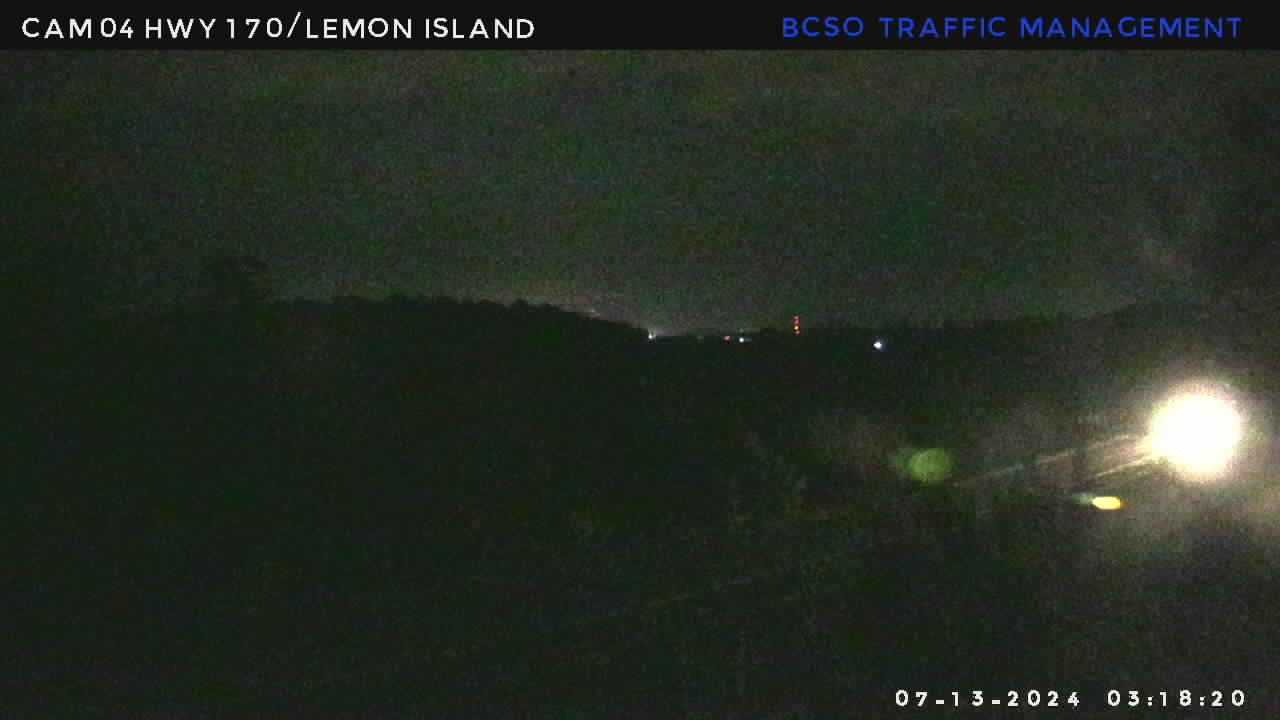 CAM04 HWY 170/LEMON ISLAND
BCSO TRAFFIC MANAGEMENT
07-13-2024 03:18:20